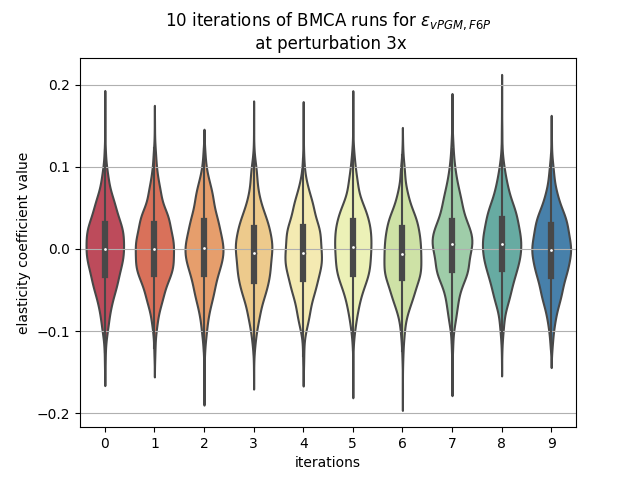 10 iterations of BMCA runs for ε_{vPGM,F6P}
at perturbation 3x
elasticity coefficient value
0.2
0.1
0.0
−0.1
−0.2
0 1 2 3 4 5 6 7 8 9
iterations